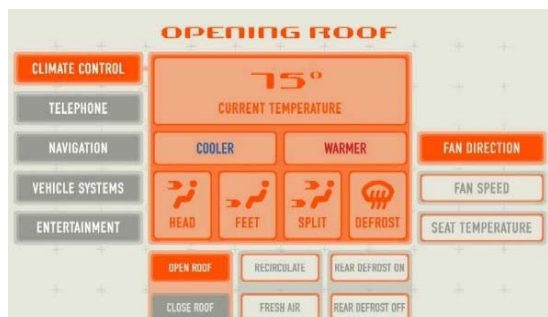 OPENING ROOF
CLIMATE CONTROL
TELEPHONE
NAVIGATION
VEHICLE SYSTEMS
ENTERTAINMENT
75°
CURRENT TEMPERATURE
COOLER
WARMER
HEAD
FEET
SPLIT
DEFROST
FAN DIRECTION
FAN SPEED
SEAT TEMPERATURE
OPEN ROOF
RECIRCULATE
REAR DEFROST ON
CLOSE ROOF
FRESH AIR
REAR DEFROST OFF